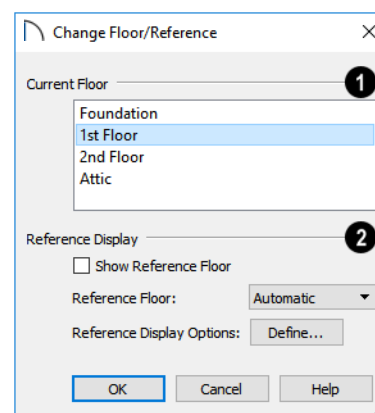 Change Floor/Reference
Current Floor 1
Foundation
1st Floor
2nd Floor
Attic
Reference Display 2
Show Reference Floor
Reference Floor: Automatic
Reference Display Options: Define...
OK Cancel Help